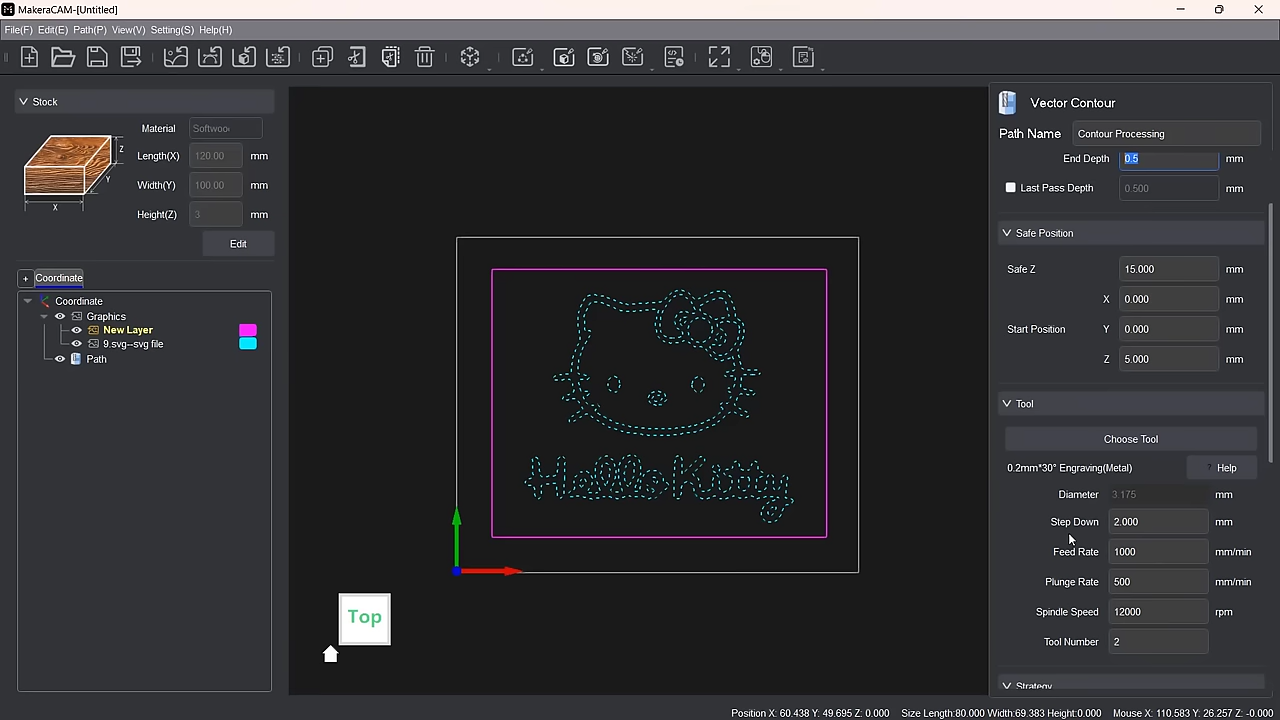 MakeraCAM-[Untitled]
File(F) Edit(E) Path(P) View(V) Setting(S) Help(H)
Stock
Material Softwoo
Length(X) 120.00 mm
Width(Y) 100.00 mm
Height(Z) 3 mm
Z
Y
X
Edit
+ Coordinate
Coordinate
Graphics
New Layer
9.svg--svg file
Path
Hello Kitty
Top
Vector Contour
Path Name Contour Processing
End Depth 0.5 mm
Last Pass Depth 0.500 mm
Safe Position
Safe Z 15.000 mm
X 0.000 mm
Start Position Y 0.000 mm
Z 5.000 mm
Tool
Choose Tool
0.2mm*30° Engraving(Metal) ? Help
Diameter 3.175 mm
Step Down 2.000 mm
Feed Rate 1000 mm/min
Plunge Rate 500 mm/min
Spindle Speed 12000 rpm
Tool Number 2
Strategy
Position X: 60.438 Y: 49.695 Z: 0.000 Size Length:80.000 Width:69.383 Height:0.000 Mouse X: 110.583 Y: 26.257 Z: -0.000